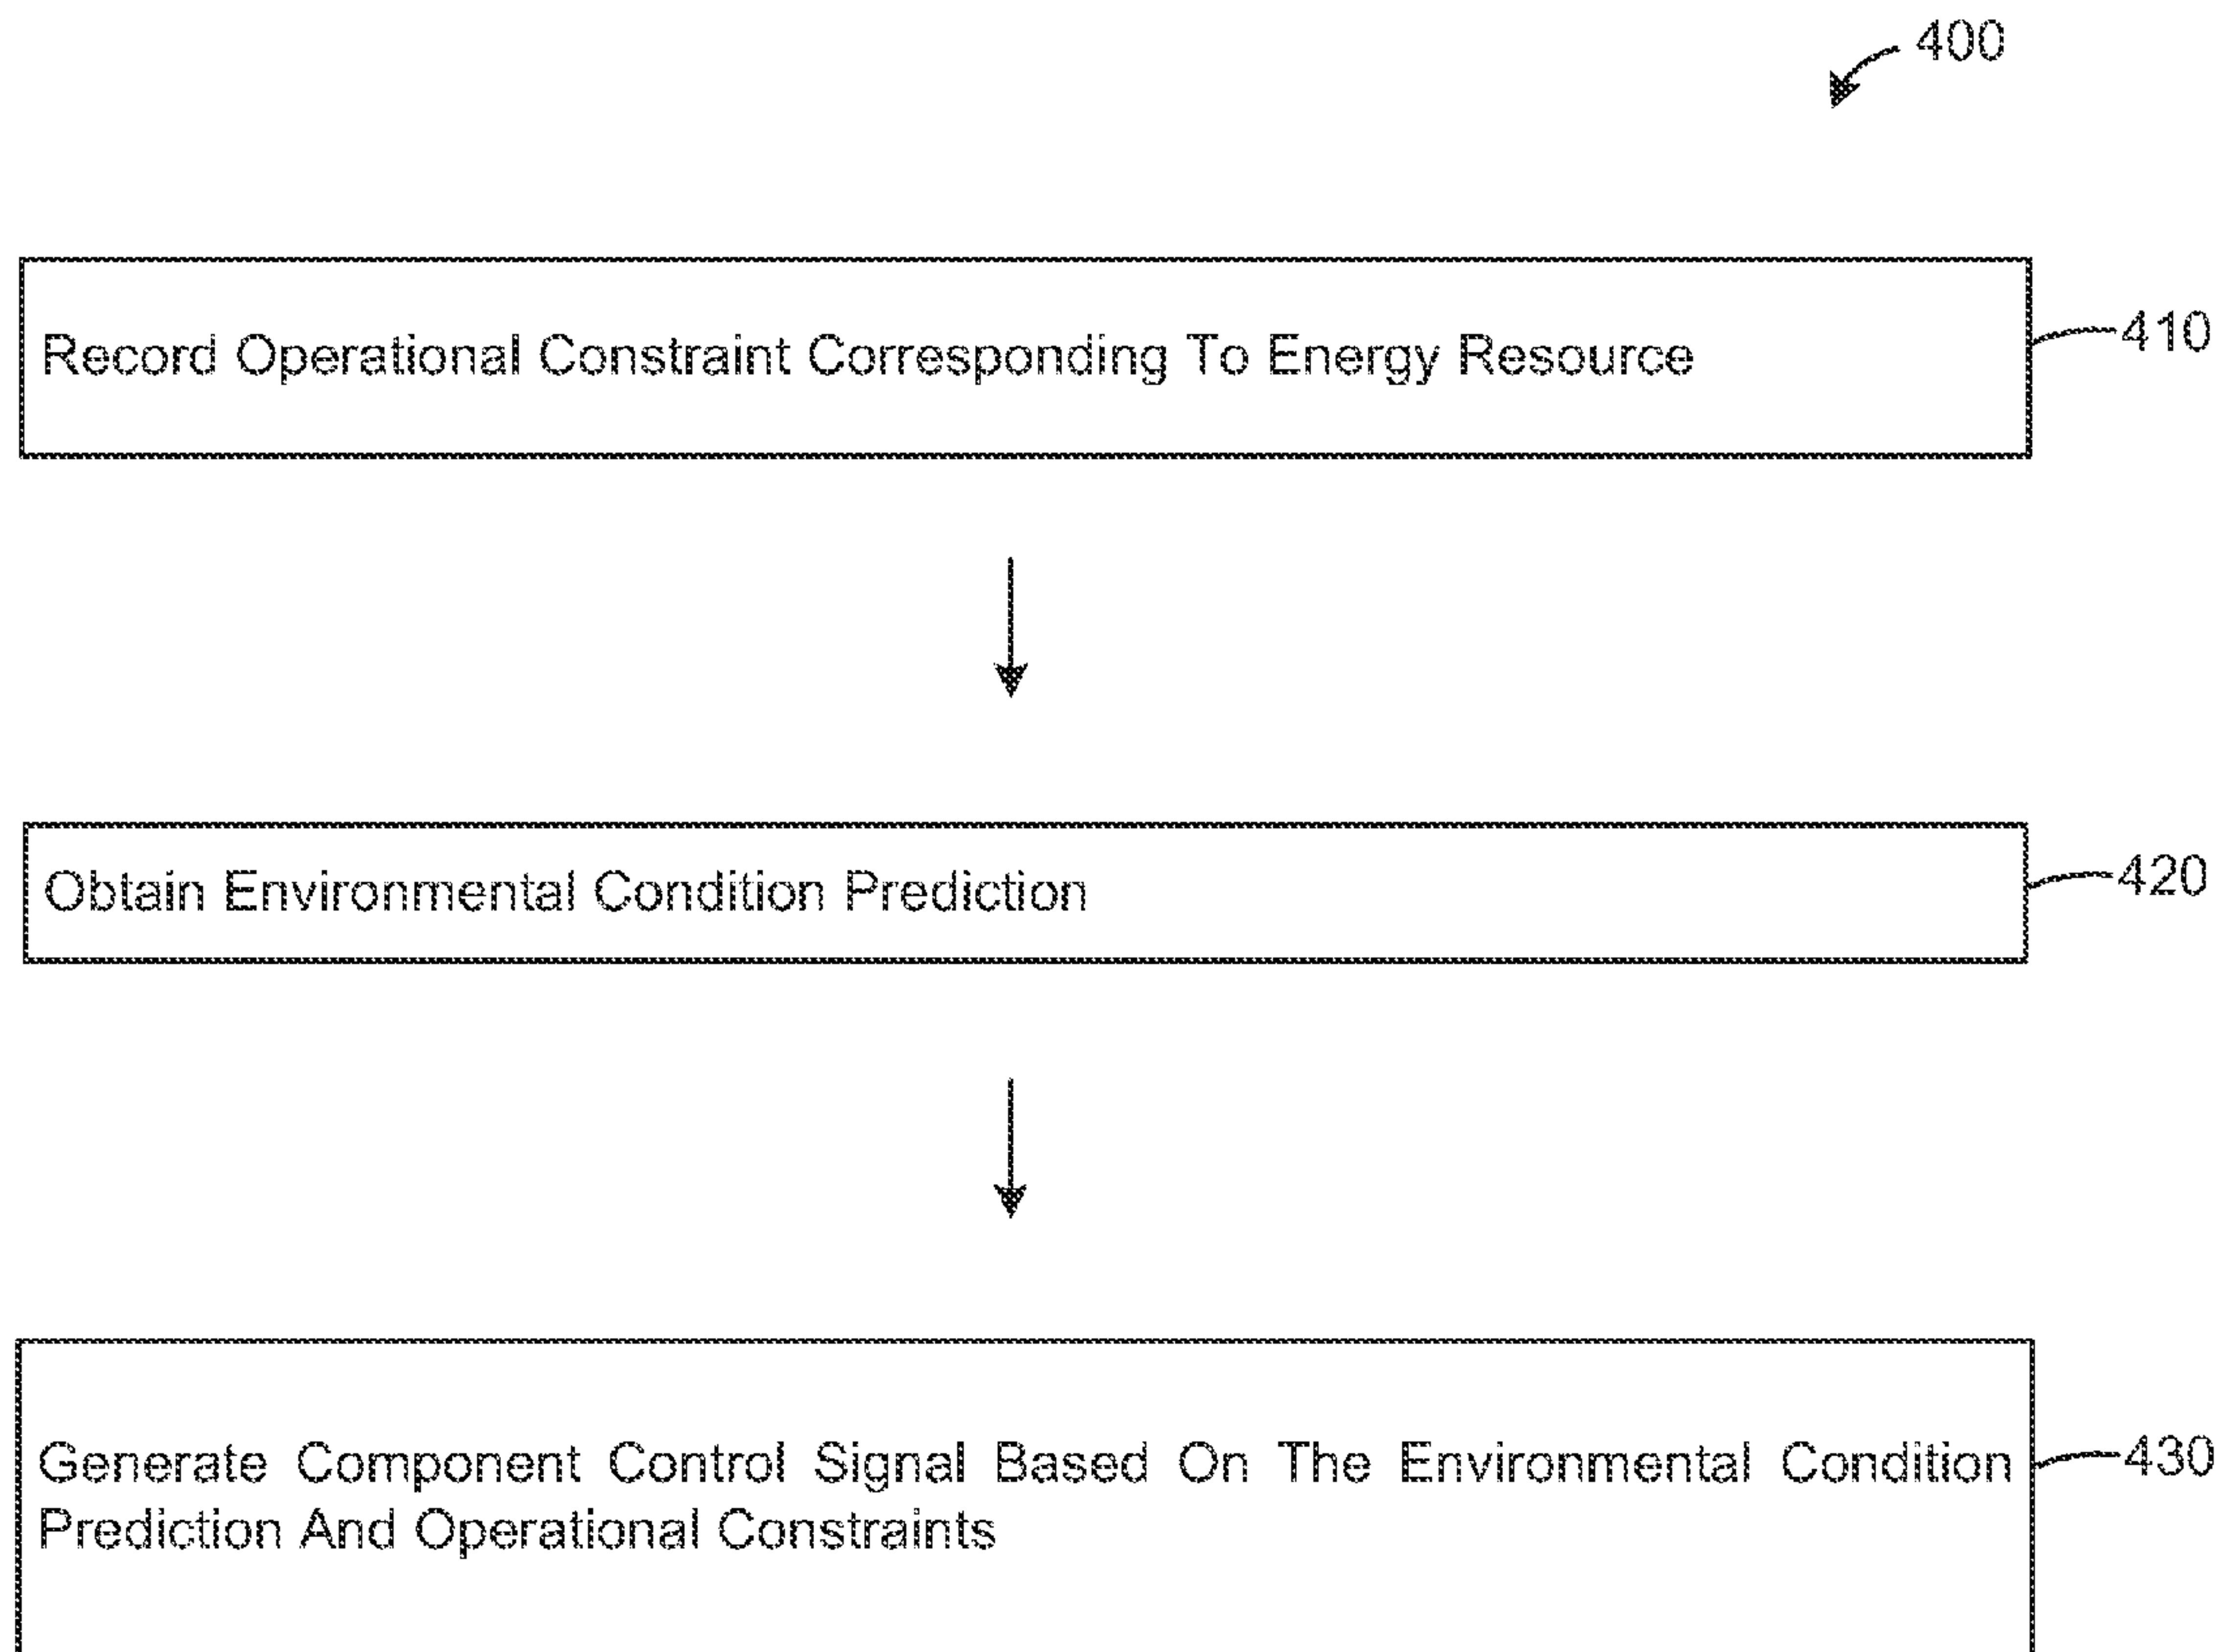 400
Record Operational Constraint Corresponding To Energy Resource
410
Obtain Environmental Condition Prediction
420
Generate Component Control Signal Based On The Environmental Condition
Prediction And Operational Constraints
430